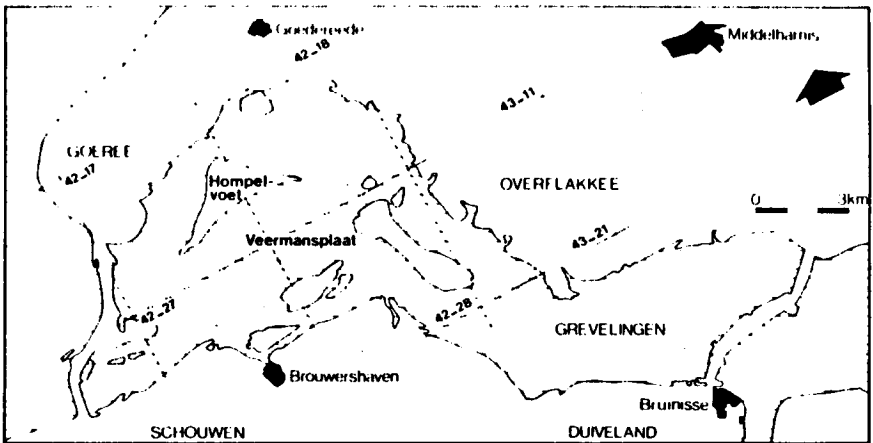 Goedereede
Middelharnis
42-18
43-11
GOEREE
42-17
Hompel-
voet
OVERFLAKKEE
0 3km
Veermansplaat
43-21
42-27
42-28
GREVELINGEN
Brouwershaven
Bruinisse
SCHOUWEN
DUIVELAND